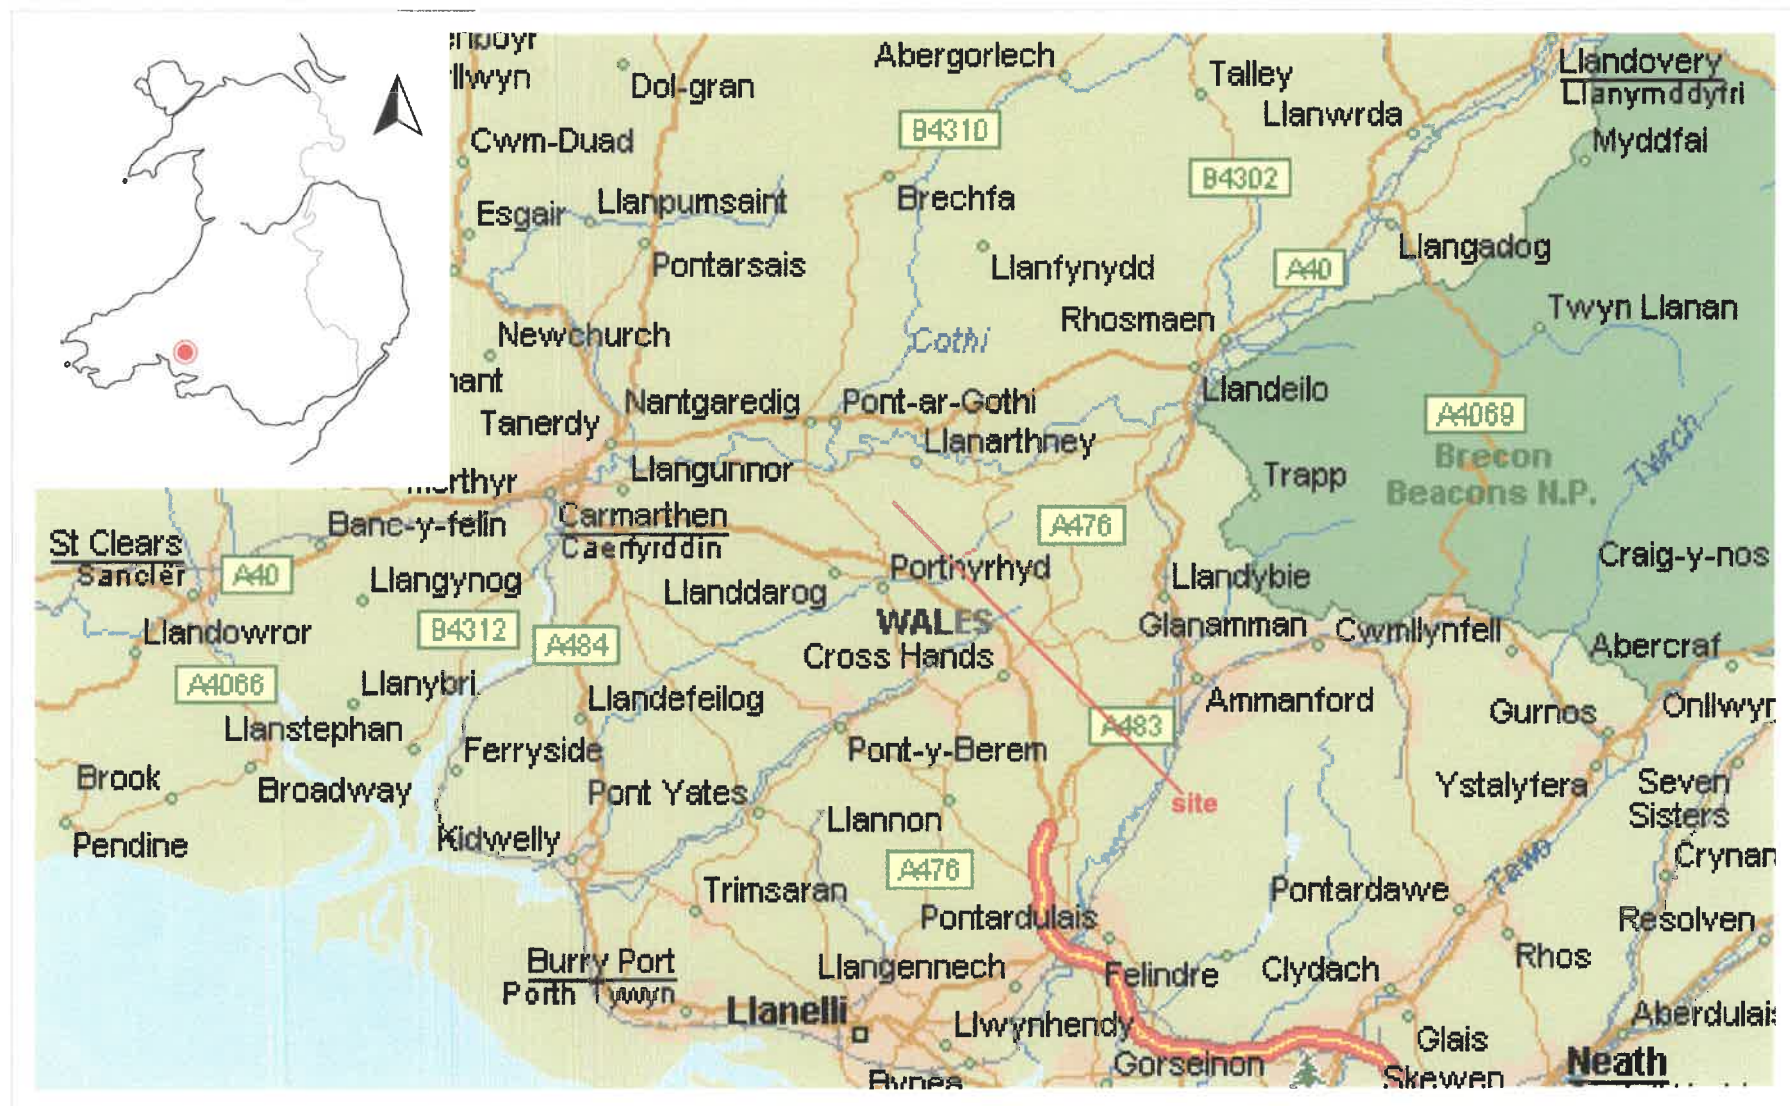 Abergorlech
Talley
Llandovery
Llanymddyfri
Dol-gran
Llanwrda
B4310
Cwm-Duad
Myddfai
B4302
Brechfa
Llanpumsaint
Esgair
Llangadog
Pontarsais
Llanfynydd
A40
Twyn Llanan
Rhosmaen
Newchurch
Cothi
Llandeilo
Nantgaredig
Pont-ar-Gothi
A4069
Tanerdy
Llanarthney
Twrch
Brecon
Beacons N.P.
Llangunnor
Trapp
Carmarthen
Caerfyrddin
Banc-y-felin
A476
St Clears
Sanclêr
A40
Llangynog
Porthyrhyd
Llandybie
Craig-y-nos
Llanddarog
WALES
B4312
A484
Llandowror
Glanamman
Cwmllynfell
Abercraf
Cross Hands
A4066
Llanybri
Llandefeilog
Ammanford
Gurnos
Llanstephan
A483
Ferryside
Pont-y-Berem
Brook
Broadway
Pont Yates
Ystalyfera
Seven
Sisters
site
Llannon
Pendine
Kidwelly
A476
Tawe
Trimsaran
Pontardawe
Pontardulais
Resolven
Burry Port
Porth Tywyn
Llangennech
Felindre
Clydach
Rhos
Llanelli
Llwynhendy
Glais
Gorseinon
Neath
Skewen